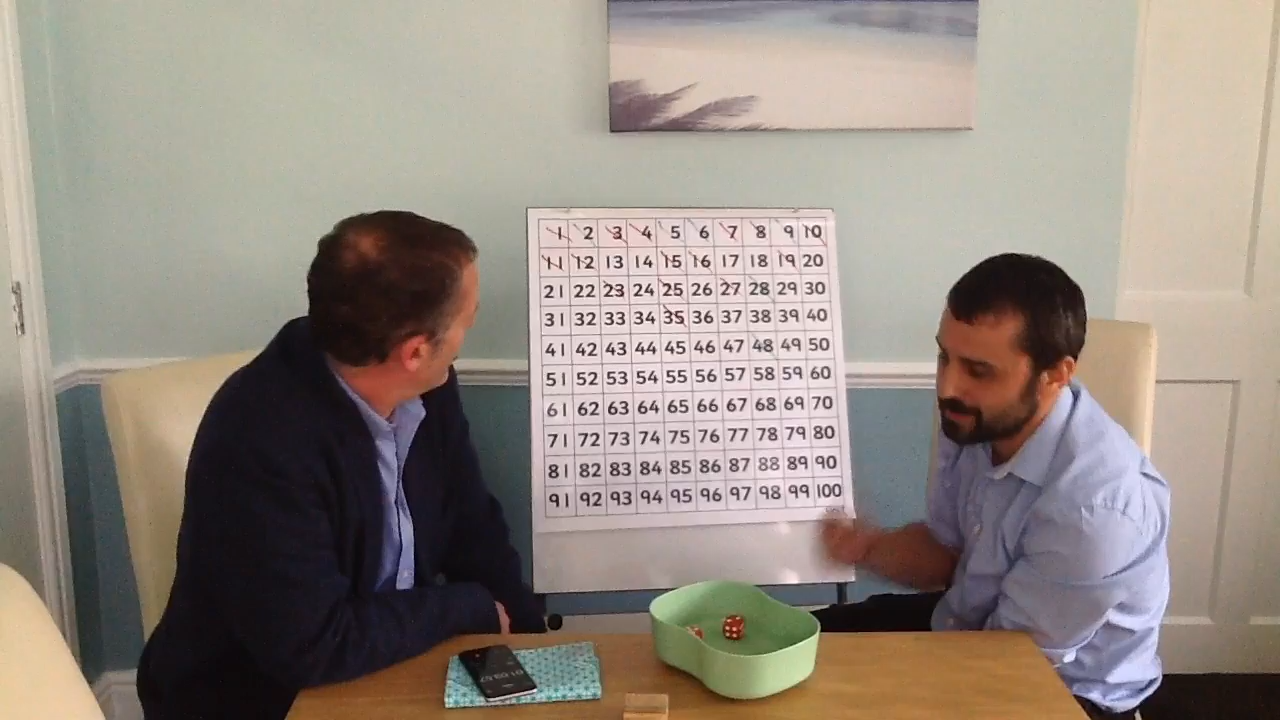 1 2 3 4 5 6 7 8 9 10
11 12 13 14 15 16 17 18 19 20
21 22 23 24 25 26 27 28 29 30
31 32 33 34 35 36 37 38 39 40
41 42 43 44 45 46 47 48 49 50
51 52 53 54 55 56 57 58 59 60
61 62 63 64 65 66 67 68 69 70
71 72 73 74 75 76 77 78 79 80
81 82 83 84 85 86 87 88 89 90
91 92 93 94 95 96 97 98 99 100